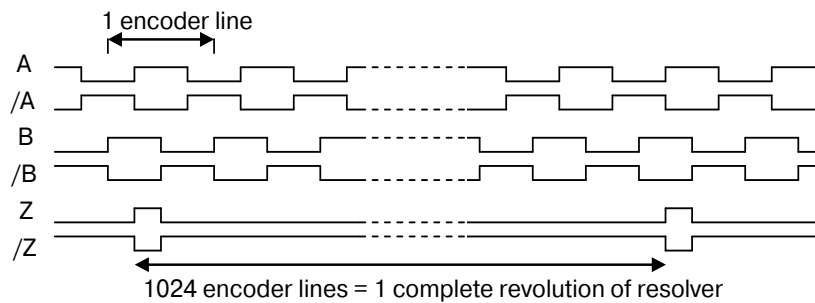 1 encoder line
A
/A
B
/B
Z
/Z
1024 encoder lines = 1 complete revolution of resolver